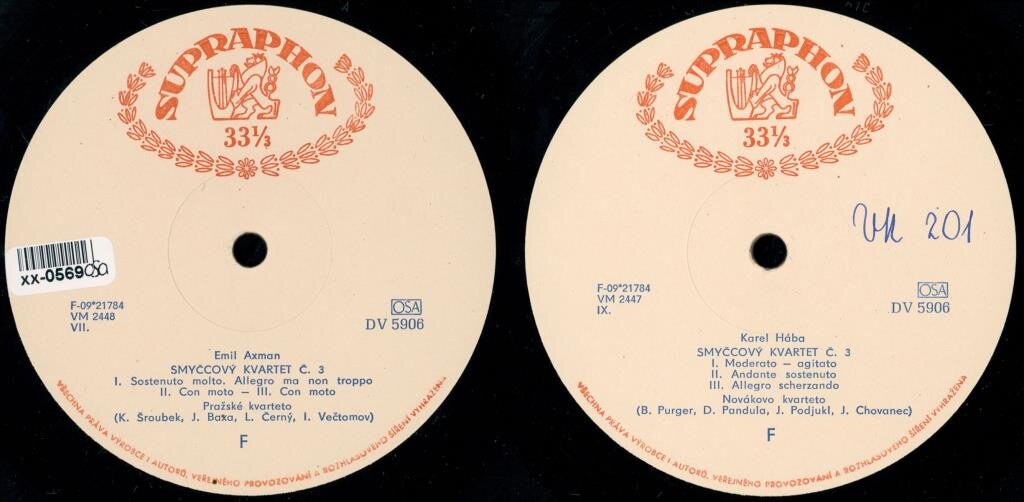 SUPRAPHON
33⅓
xx-0569
F-09*21784
VM 2448
VII.
OSA
DV 5906
Emil Axman
SMYČCOVÝ KVARTET Č. 3
I. Sostenuto molto. Allegro ma non troppo
II. Con moto – III. Con moto
Pražské kvarteto
(K. Šroubek, J. Baxa, L. Černý, I. Večtomov)
F
VŠECHNA PRÁVA VÝROBCE I AUTORŮ, VEŘEJNÉHO PROVOZOVÁNÍ A ROZHLASOVÉHO ŠÍŘENÍ VYHRAŽENA
SUPRAPHON
33⅓
VK 201
F-09*21784
VM 2447
IX.
OSA
DV 5906
Karel Hába
SMYČCOVÝ KVARTET Č. 3
I. Moderato – agitato
II. Andante sostenuto
III. Allegro scherzando
Novákovo kvarteto
(B. Purger, D. Pandula, J. Podjukl, J. Chovanec)
F
VŠECHNA PRÁVA VÝROBCE I AUTORŮ, VEŘEJNÉHO PROVOZOVÁNÍ A ROZHLASOVÉHO ŠÍŘENÍ VYHRAŽENA